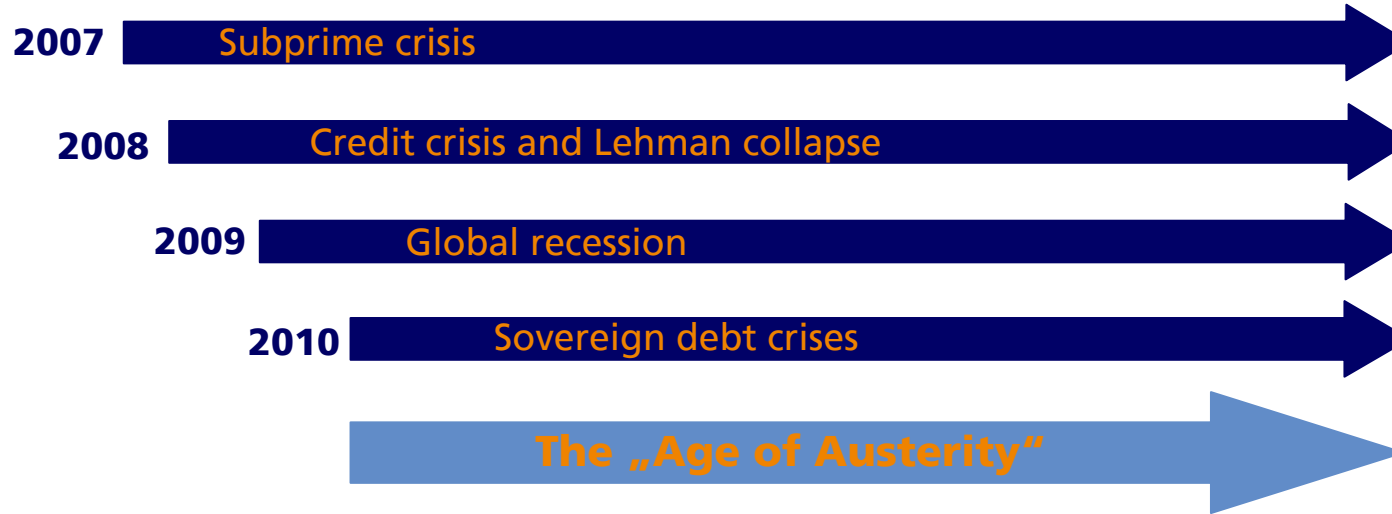 2007 Subprime crisis
2008 Credit crisis and Lehman collapse
2009 Global recession
2010 Sovereign debt crises
The „Age of Austerity“